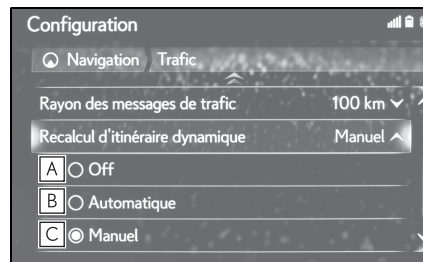 Configuration
Navigation Trafic
Rayon des messages de trafic 100 km
Recalcul d'itinéraire dynamique Manuel
A Off
B Automatique
C Manuel